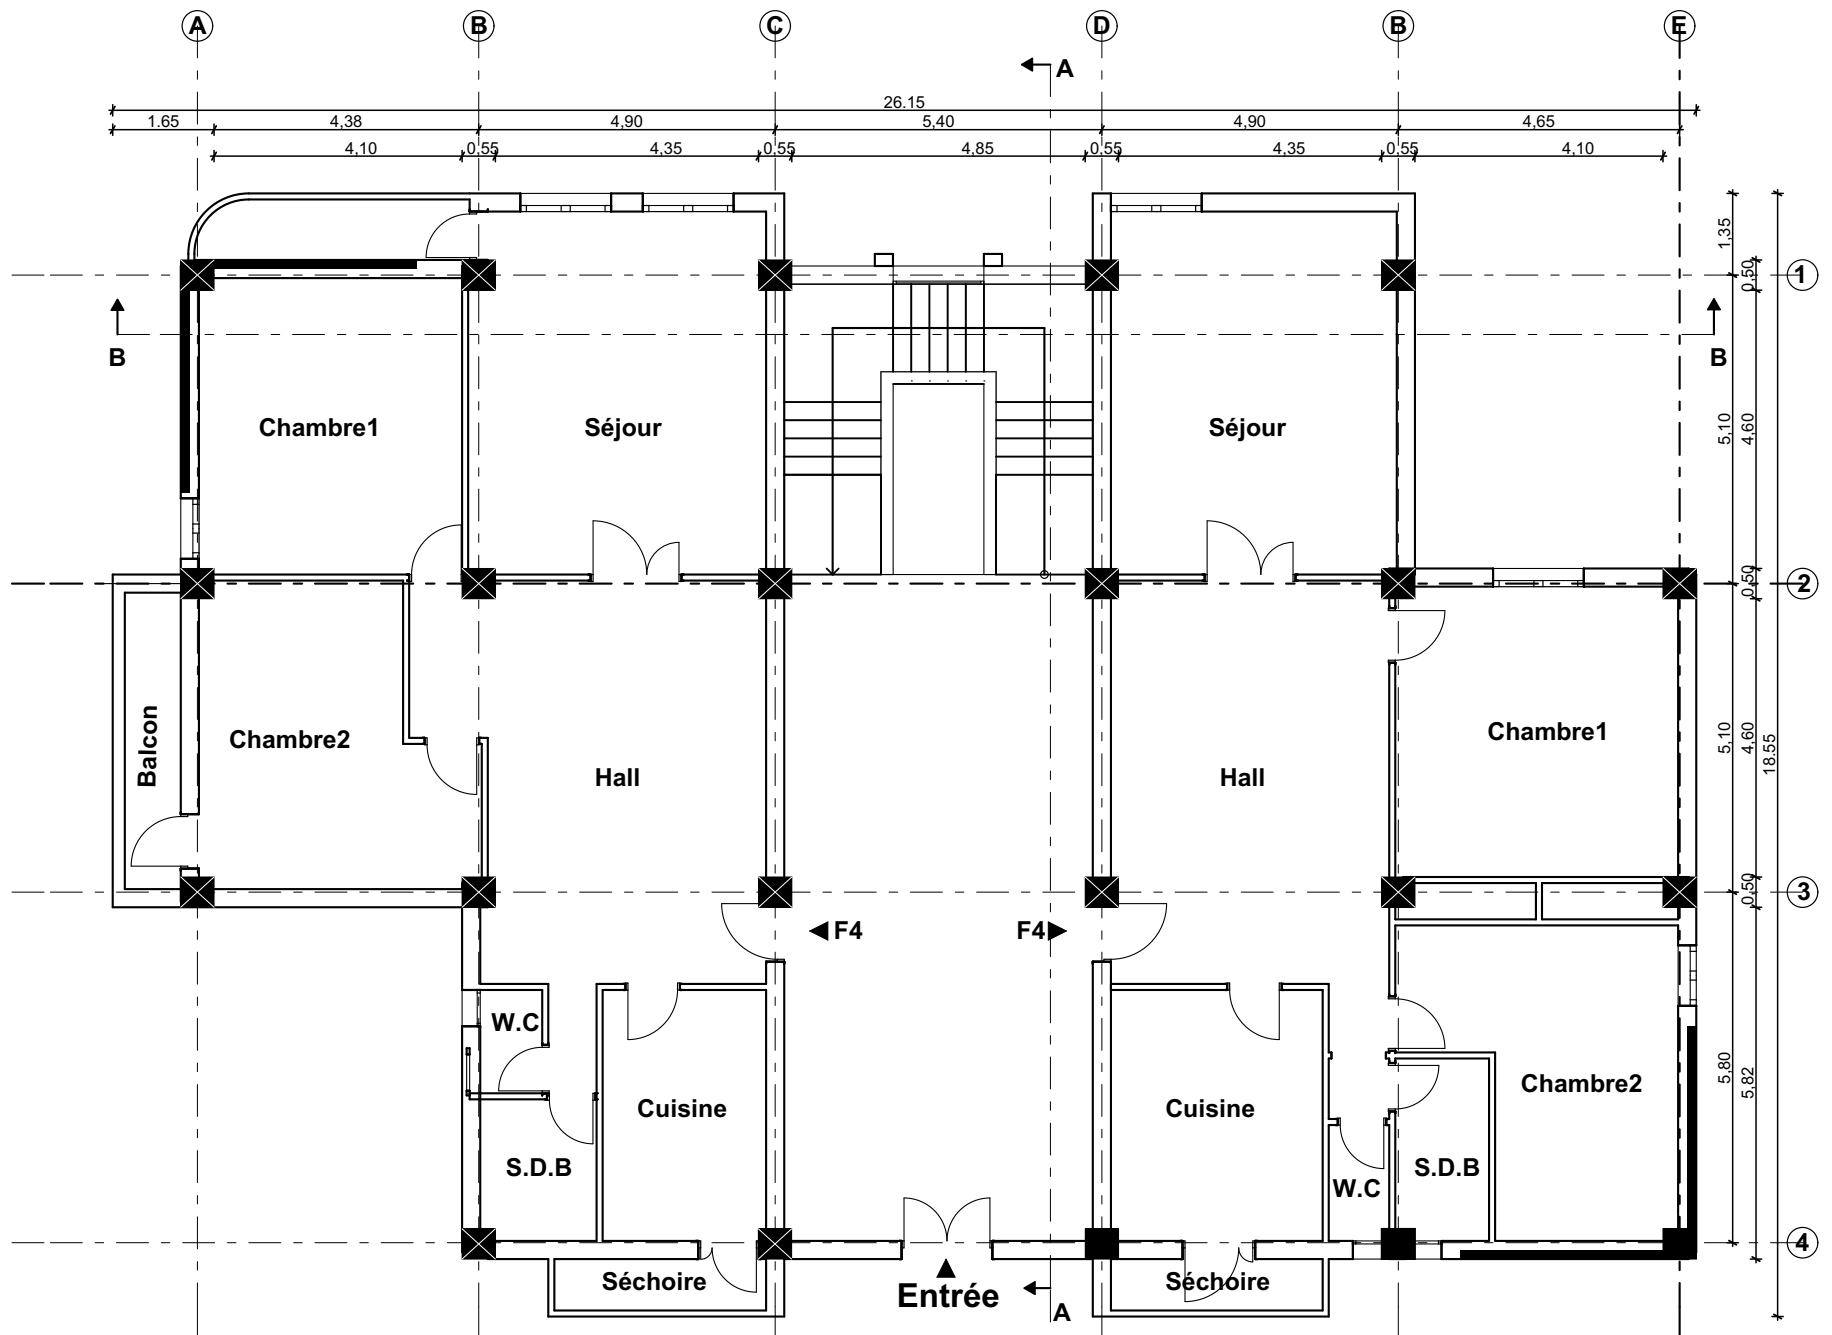 A B C D B E
A
26.15
1.65 4,38 4,90 5,40 4,90 4,65
4,10 0,55 4,35 0,55 4,85 0,55 4,35 0,55 4,10
1,35
0,50
1
B B
5,10 4,60
Chambre1 Séjour Séjour
0,50
2
Balcon
Chambre2 Hall Hall Chambre1
5,10 4,60 18.55
0,50
3
F4 F4
W.C
Cuisine Cuisine Chambre2
5,80 5,82
S.D.B W.C S.D.B
4
Séchoire Entrée Séchoire
A